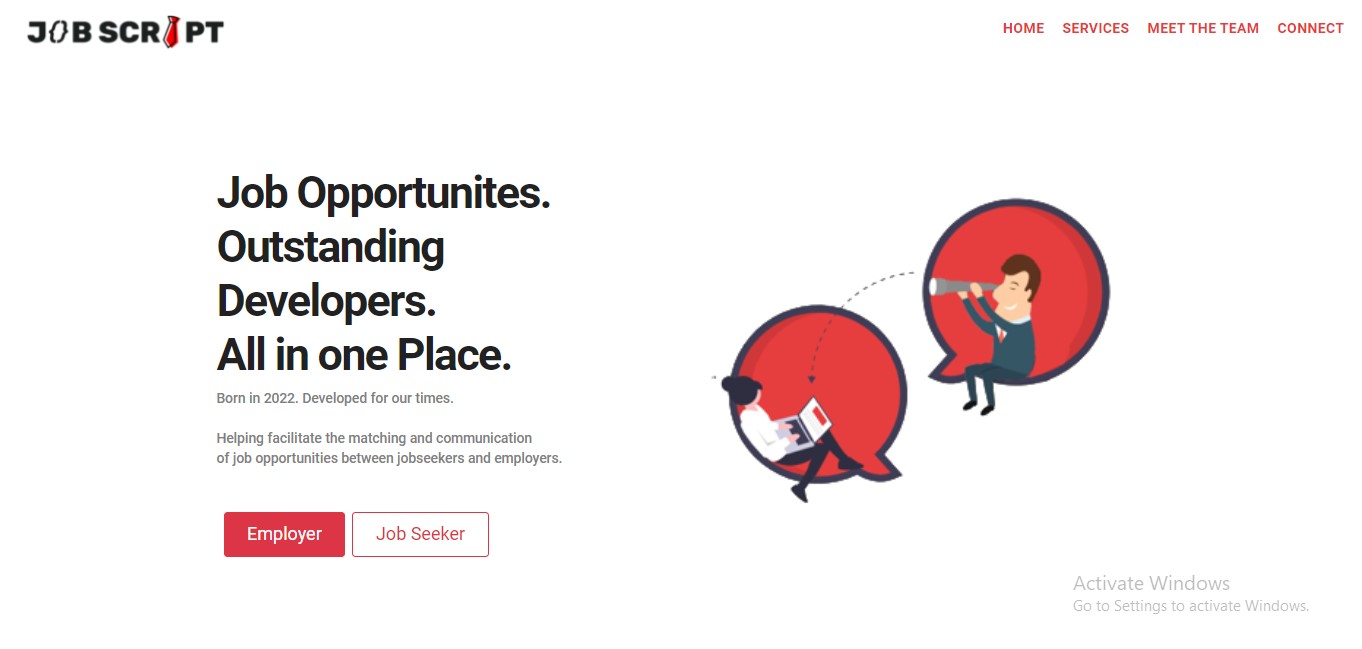 JOB SCRIPT
HOME SERVICES MEET THE TEAM CONNECT
Job Opportunites.
Outstanding
Developers.
All in one Place.
Born in 2022. Developed for our times.
Helping facilitate the matching and communication
of job opportunities between jobseekers and employers.
Employer Job Seeker
Activate Windows
Go to Settings to activate Windows.